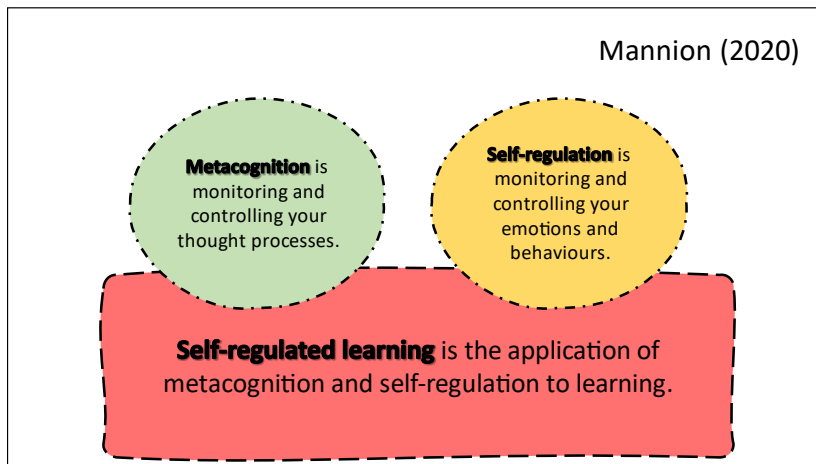 Mannion (2020)
Metacognition is
monitoring and
controlling your
thought processes.
Self-regulation is
monitoring and
controlling your
emotions and
behaviours.
Self-regulated learning is the application of
metacognition and self-regulation to learning.